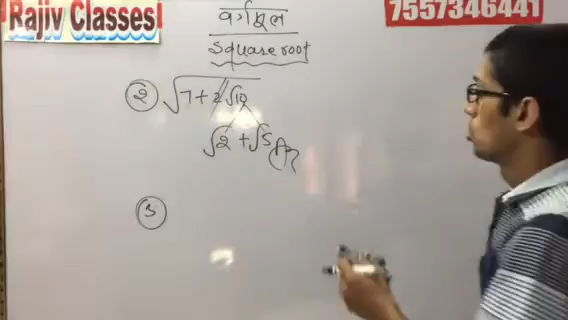 Rajiv Classes
7557346441
वर्गमूल
Square root
२ √7+2√10
√2 + √5
3